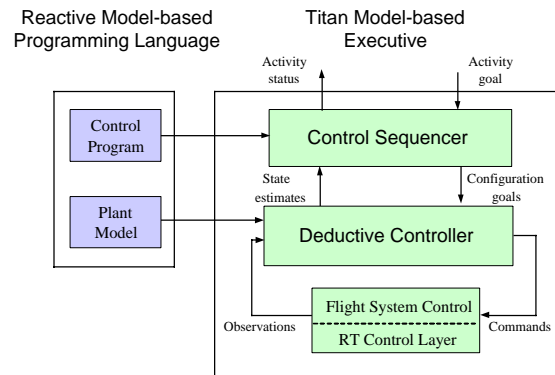 Reactive Model-based
Programming Language
Titan Model-based
Executive
Activity
status
Activity
goal
Control
Program
Control Sequencer
State
estimates
Configuration
goals
Plant
Model
Deductive Controller
Flight System Control
RT Control Layer
Observations
Commands